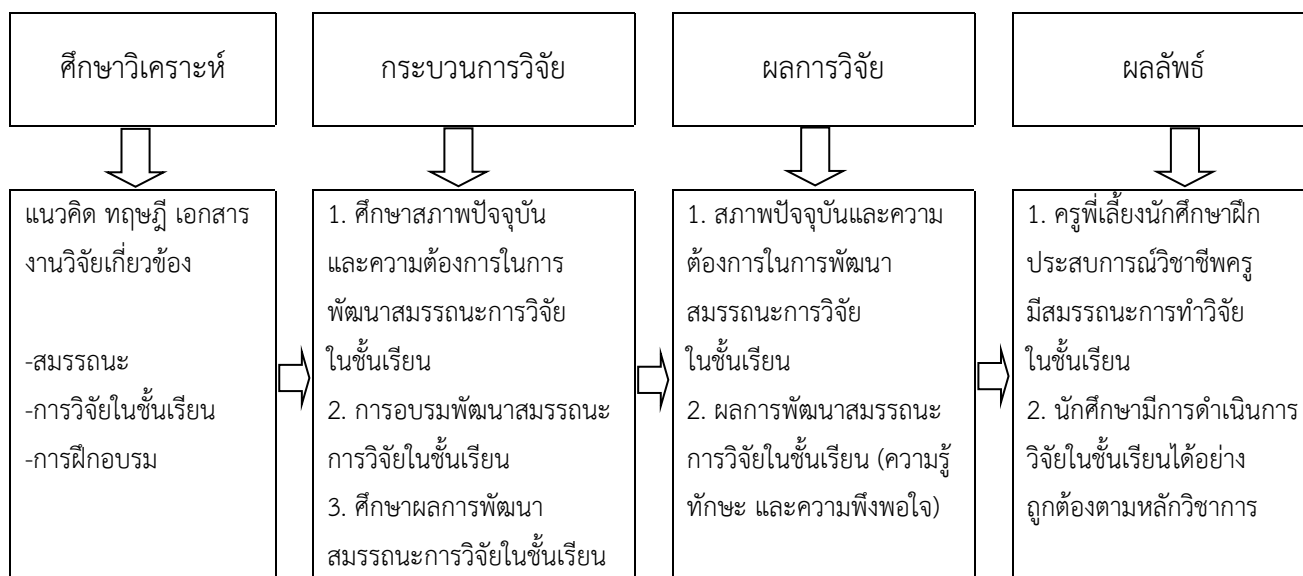 ศึกษาวิเคราะห์
กระบวนการวิจัย
ผลการวิจัย
ผลลัพธ์
แนวคิด ทฤษฎี เอกสาร
งานวิจัยเกี่ยวข้อง
-สมรรถนะ
-การวิจัยในชั้นเรียน
-การฝึกอบรม
1. ศึกษาสภาพปัจจุบัน
และความต้องการในการ
พัฒนาสมรรถนะการวิจัย
ในชั้นเรียน
2. การอบรมพัฒนาสมรรถนะ
การวิจัยในชั้นเรียน
3. ศึกษาผลการพัฒนา
สมรรถนะการวิจัยในชั้นเรียน
1. สภาพปัจจุบันและความ
ต้องการในการพัฒนา
สมรรถนะการวิจัย
ในชั้นเรียน
2. ผลการพัฒนาสมรรถนะ
การวิจัยในชั้นเรียน (ความรู้
ทักษะ และความพึงพอใจ)
1. ครูพี่เลี้ยงนักศึกษาฝึก
ประสบการณ์วิชาชีพครู
มีสมรรถนะการทำวิจัย
ในชั้นเรียน
2. นักศึกษามีการดำเนินการ
วิจัยในชั้นเรียนได้อย่าง
ถูกต้องตามหลักวิชาการ